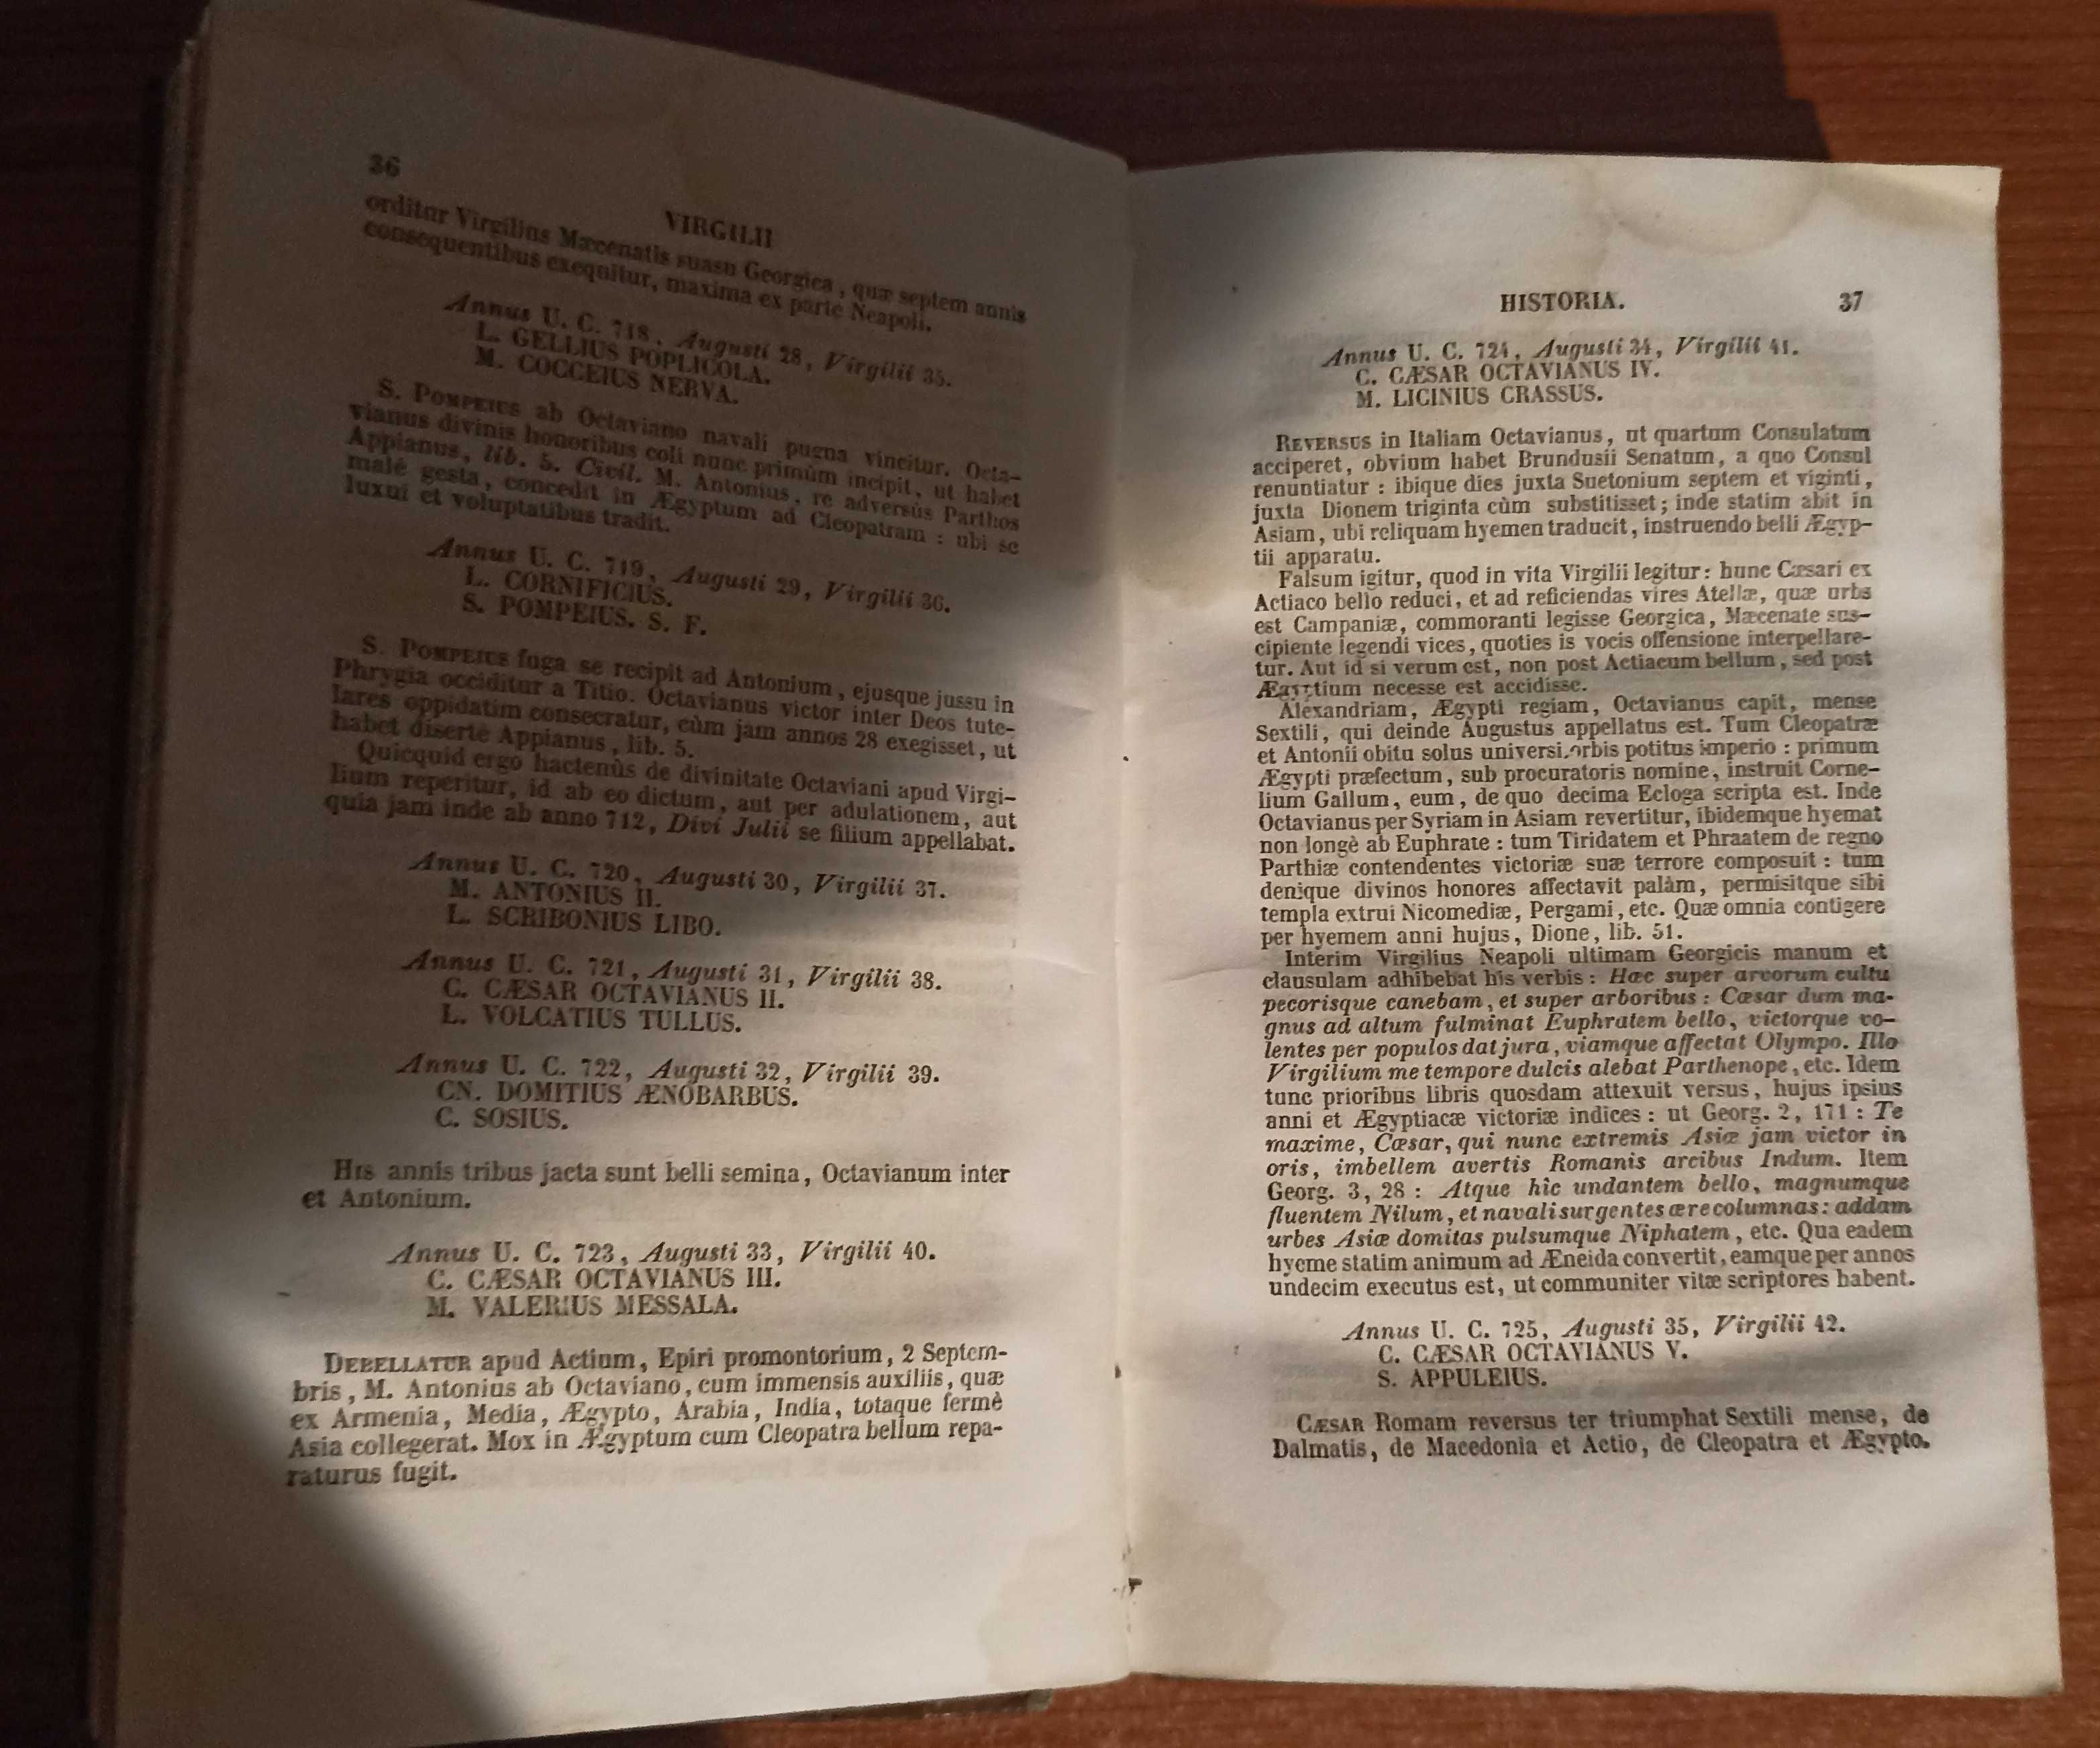 36
VIRGILII
orditur Virgilius Mæcenatis suasu Georgica, quæ septem annis
consequentibus exequitur, maxima ex parte Neapoli.
Annus U. C. 718, Augusti 28, Virgilii 35.
L. GELLIUS POPLICOLA.
M. COCCEIUS NERVA.
S. POMPEIUS ab Octaviano navali pugna vincitur. Octa-
vianus divinis honoribus coli nunc primùm incipit, ut habet
Appianus, lib. 5. Civil. M. Antonius, re adversùs Parthos
malè gesta, concedit in Ægyptum ad Cleopatram : ubi se
luxui et voluptatibus tradit.
Annus U. C. 719, Augusti 29, Virgilii 36.
L. CORNIFICIUS.
S. POMPEIUS. S. F.
S. POMPEIUS fuga se recipit ad Antonium, ejusque jussu in
Phrygia occiditur a Titio. Octavianus victor inter Deos tute-
lares oppidatim consecratur, cùm jam annos 28 exegisset, ut
habet disertè Appianus, lib. 5.
Quicquid ergo hactenùs de divinitate Octaviani apud Virgi-
lium reperitur, id ab eo dictum, aut per adulationem, aut
quia jam inde ab anno 712, Divi Julii se filium appellabat.
Annus U. C. 720, Augusti 30, Virgilii 37.
M. ANTONIUS II.
L. SCRIBONIUS LIBO.
Annus U. C. 721, Augusti 31, Virgilii 38.
C. CÆSAR OCTAVIANUS II.
L. VOLCATIUS TULLUS.
Annus U. C. 722, Augusti 32, Virgilii 39.
CN. DOMITIUS ÆNOBARBUS.
C. SOSIUS.
HIS annis tribus jacta sunt belli semina, Octavianum inter
et Antonium.
Annus U. C. 723, Augusti 33, Virgilii 40.
C. CÆSAR OCTAVIANUS III.
M. VALERIUS MESSALA.
DEBELLATUR apud Actium, Epiri promontorium, 2 Septem-
bris, M. Antonius ab Octaviano, cum immensis auxiliis, quæ
ex Armenia, Media, Ægypto, Arabia, India, totaque fermè
Asia collegerat. Mox in Ægyptum cum Cleopatra bellum repa-
raturus fugit.
HISTORIA. 37
Annus U. C. 724, Augusti 34, Virgilii 41.
C. CÆSAR OCTAVIANUS IV.
M. LICINIUS CRASSUS.
REVERSUS in Italiam Octavianus, ut quartum Consulatum
acciperet, obvium habet Brundusii Senatum, a quo Consul
renuntiatur : ibique dies juxta Suetonium septem et viginti,
juxta Dionem triginta cùm substitisset; inde statim abit in
Asiam, ubi reliquam hyemen traducit, instruendo belli Ægyp-
tii apparatu.
Falsum igitur, quod in vita Virgilii legitur : hunc Cæsari ex
Actiaco bello reduci, et ad reficiendas vires Atellæ, quæ urbs
est Campaniæ, commoranti legisse Georgica, Mæcenate sus-
cipiente legendi vices, quoties is vocis offensione interpellare-
tur. Aut id si verum est, non post Actiacum bellum, sed post
Ægyptium necesse est accidisse.
Alexandriam, Ægypti regiam, Octavianus capit, mense
Sextili, qui deinde Augustus appellatus est. Tum Cleopatræ
et Antonii obitu solus universi orbis potitus imperio : primum
Ægypti præfectum, sub procuratoris nomine, instruit Corne-
lium Gallum, eum, de quo decima Ecloga scripta est. Inde
Octavianus per Syriam in Asiam revertitur, ibidemque hyemat
non longè ab Euphrate : tum Tiridatem et Phraatem de regno
Parthiæ contendentes victoriæ suæ terrore composuit : tum
denique divinos honores affectavit palàm, permisitque sibi
templa extrui Nicomediæ, Pergami, etc. Quæ omnia contigere
per hyemem anni hujus, Dione, lib. 51.
Interim Virgilius Neapoli ultimam Georgicis manum et
clausulam adhibebat his verbis : Hæc super arvorum cultu
pecorisque canebam, et super arboribus : Cæsar dum ma-
gnus ad altum fulminat Euphratem bello, victorque vo-
lentes per populos dat jura, viamque affectat Olympo. Illo
Virgilium me tempore dulcis alebat Parthenope, etc. Idem
tunc prioribus libris quosdam attexuit versus, hujus ipsius
anni et Ægyptiacæ victoriæ indices : ut Georg. 2, 171 : Te
maxime, Cæsar, qui nunc extremis Asiæ jam victor in
oris, imbellem avertis Romanis arcibus Indum. Item
Georg. 3, 28 : Atque hîc undantem bello, magnumque
fluentem Nilum, et navali surgentes ære columnas : addam
urbes Asiæ domitas pulsumque Niphatem, etc. Qua eadem
hyeme statim animum ad Æneida convertit, eamque per annos
undecim executus est, ut communiter vitæ scriptores habent.
Annus U. C. 725, Augusti 35, Virgilii 42.
C. CÆSAR OCTAVIANUS V.
S. APPULEIUS.
CÆSAR Romam reversus ter triumphat Sextili mense, de
Dalmatis, de Macedonia et Actio, de Cleopatra et Ægypto.